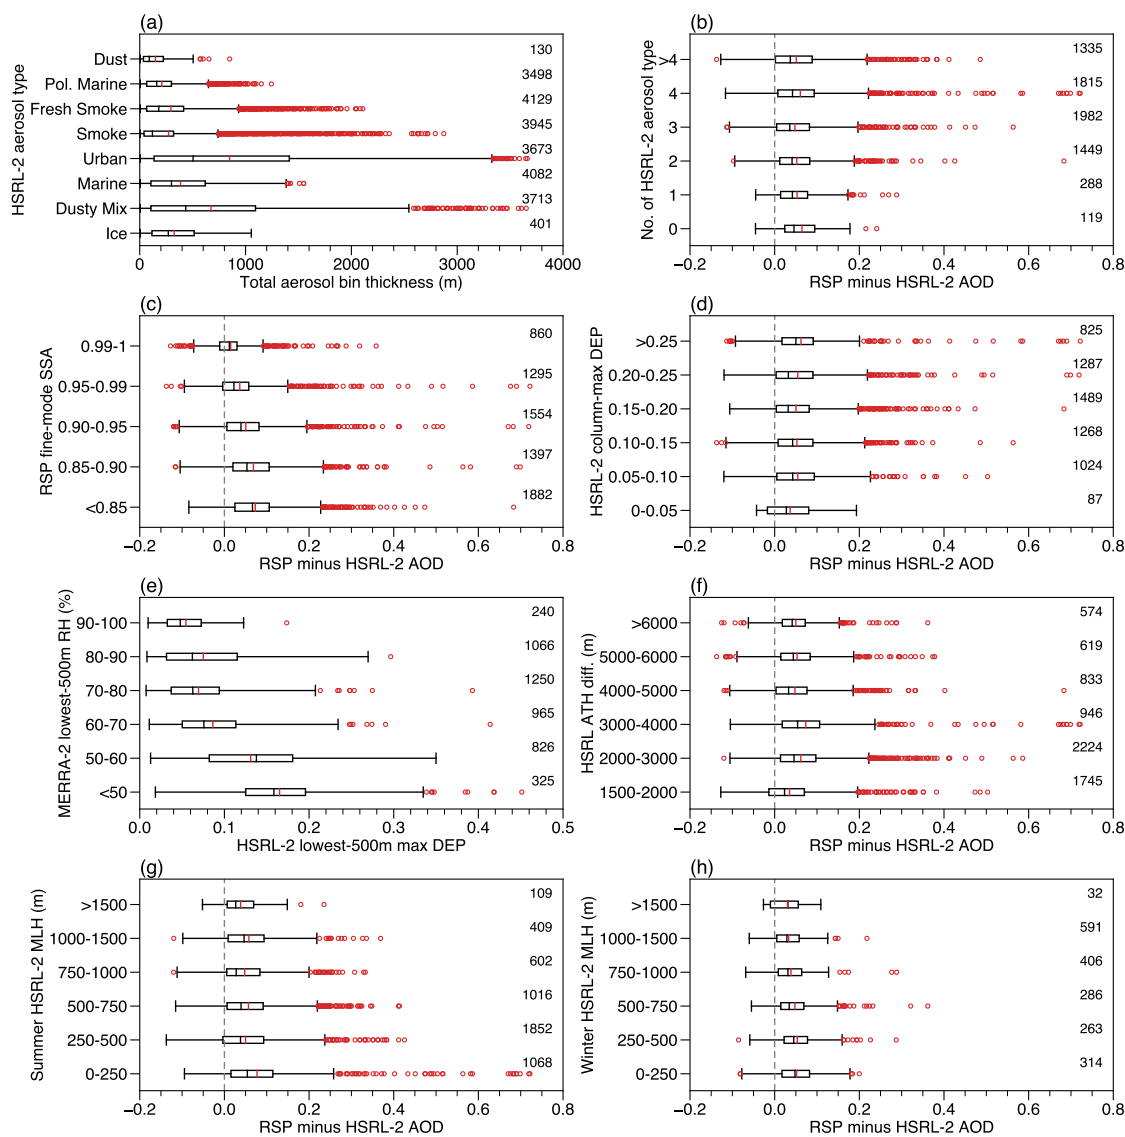 (a)
HSRL-2 aerosol type
Dust
130
Pol. Marine
3498
Fresh Smoke
4129
Smoke
3945
Urban
3673
Marine
4082
Dusty Mix
3713
Ice
401
0 1000 2000 3000 4000
Total aerosol bin thickness (m)
(b)
No. of HSRL-2 aerosol type
>4
1335
4
1815
3
1982
2
1449
1
288
0
119
−0.2 0.0 0.2 0.4 0.6 0.8
RSP minus HSRL-2 AOD
(c)
RSP fine-mode SSA
0.99-1
860
0.95-0.99
1295
0.90-0.95
1554
0.85-0.90
1397
<0.85
1882
−0.2 0.0 0.2 0.4 0.6 0.8
RSP minus HSRL-2 AOD
(d)
HSRL-2 column-max DEP
>0.25
825
0.20-0.25
1287
0.15-0.20
1489
0.10-0.15
1268
0.05-0.10
1024
0-0.05
87
−0.2 0.0 0.2 0.4 0.6 0.8
RSP minus HSRL-2 AOD
(e)
MERRA-2 lowest-500m RH (%)
90-100
240
80-90
1066
70-80
1250
60-70
965
50-60
826
<50
325
0.0 0.1 0.2 0.3 0.4 0.5
HSRL-2 lowest-500m max DEP
(f)
HSRL ATH diff. (m)
>6000
574
5000-6000
619
4000-5000
833
3000-4000
946
2000-3000
2224
1500-2000
1745
−0.2 0.0 0.2 0.4 0.6 0.8
RSP minus HSRL-2 AOD
(g)
Summer HSRL-2 MLH (m)
>1500
109
1000-1500
409
750-1000
602
500-750
1016
250-500
1852
0-250
1068
−0.2 0.0 0.2 0.4 0.6 0.8
RSP minus HSRL-2 AOD
(h)
Winter HSRL-2 MLH (m)
>1500
32
1000-1500
591
750-1000
406
500-750
286
250-500
263
0-250
314
−0.2 0.0 0.2 0.4 0.6 0.8
RSP minus HSRL-2 AOD